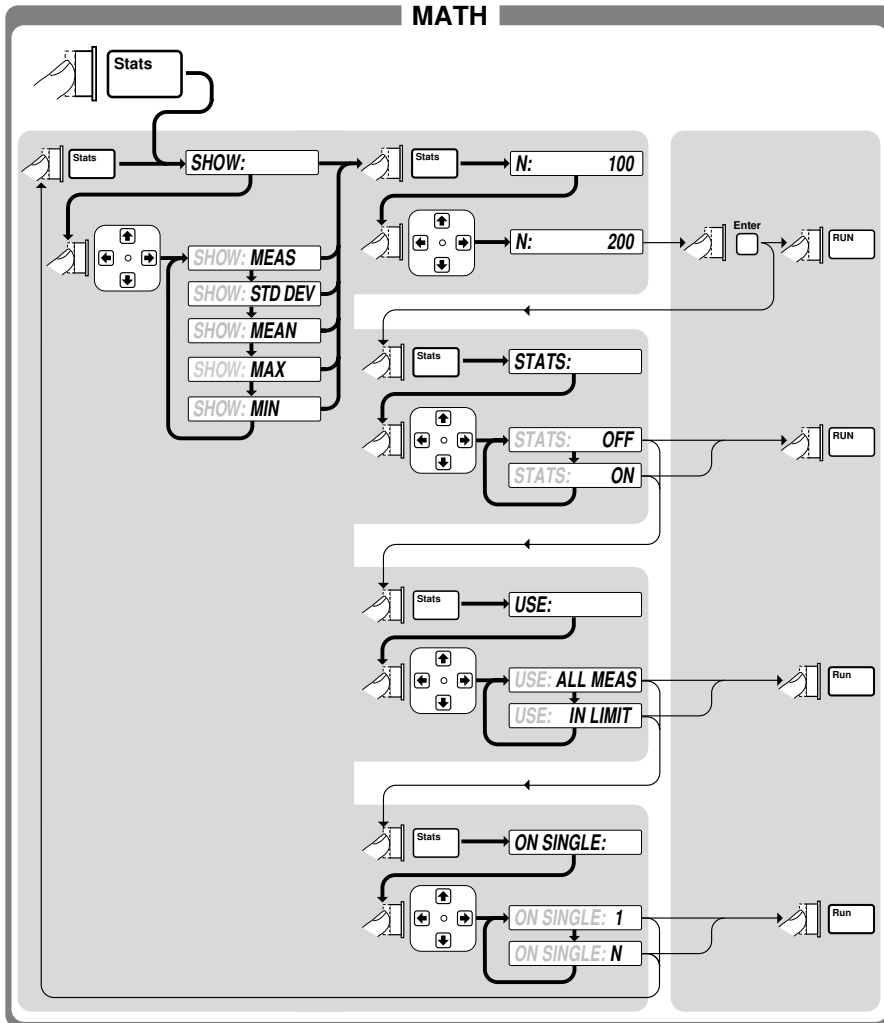 MATH
Stats
Stats
SHOW:
Stats
N: 100
N: 200
Enter
RUN
SHOW: MEAS
SHOW: STD DEV
SHOW: MEAN
SHOW: MAX
SHOW: MIN
Stats
STATS:
STATS: OFF
STATS: ON
RUN
Stats
USE:
USE: ALL MEAS
USE: IN LIMIT
Run
Stats
ON SINGLE:
ON SINGLE: 1
ON SINGLE: N
Run